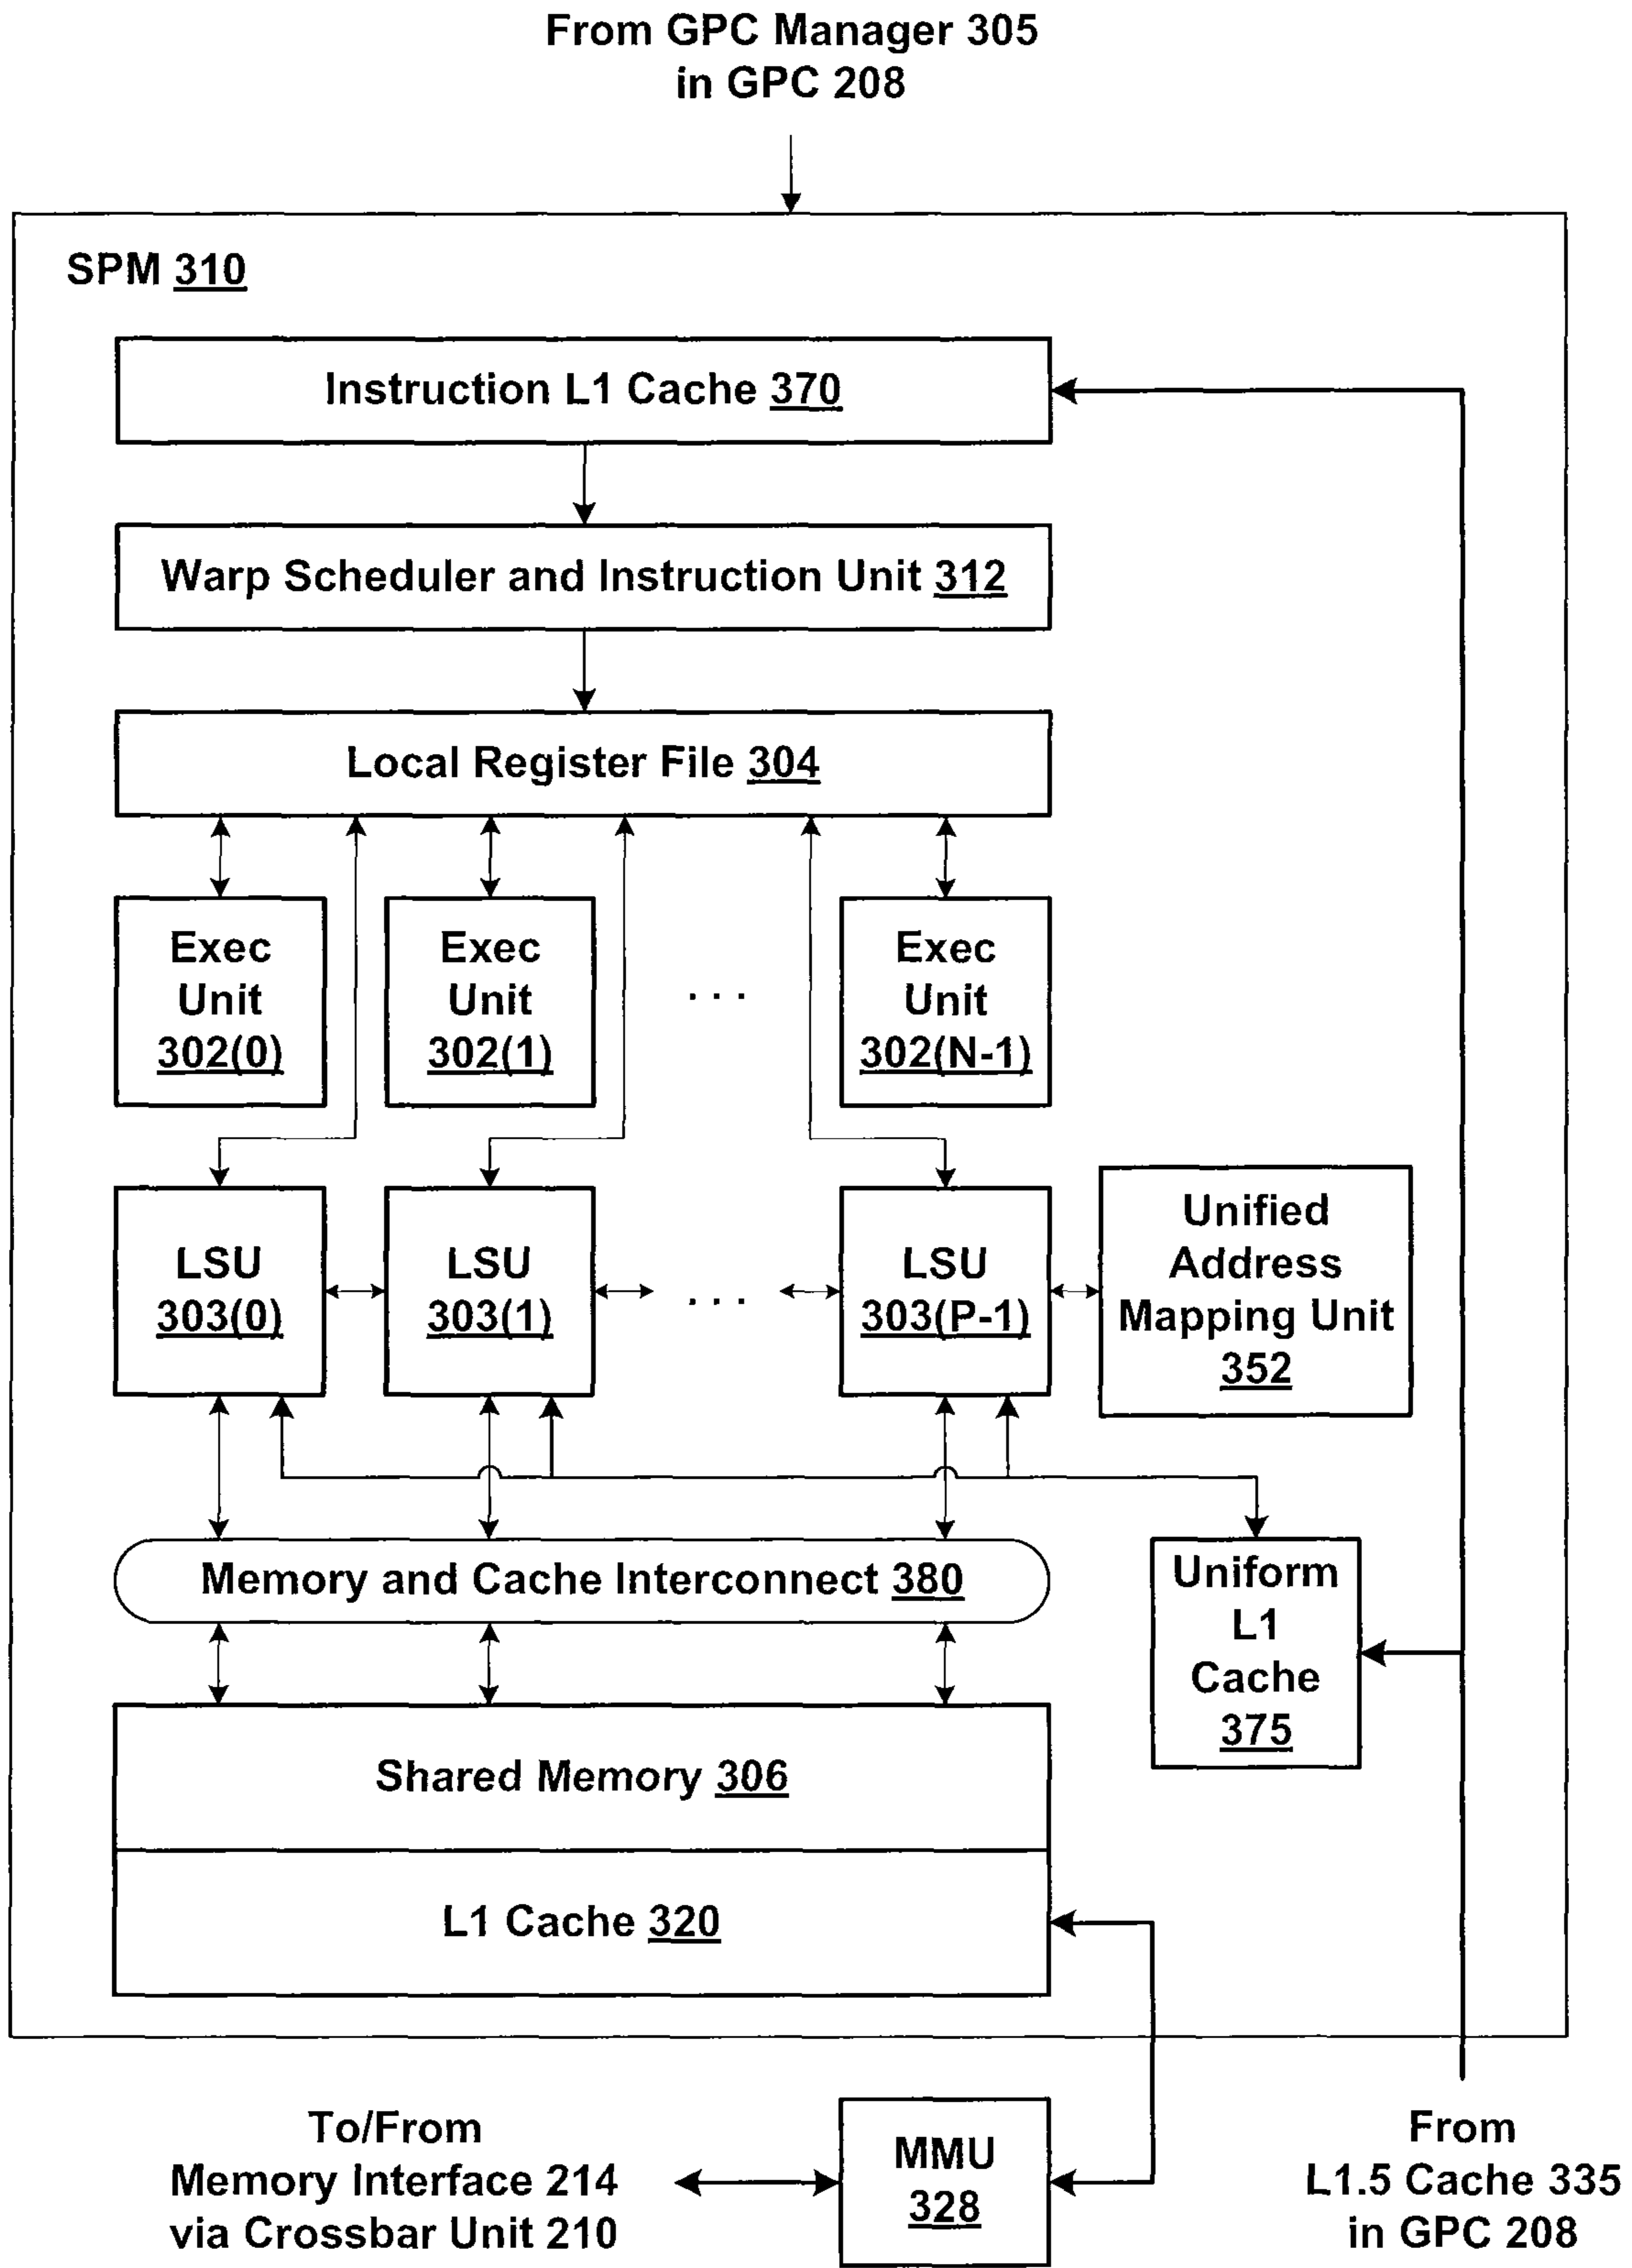 From GPC Manager 305
in GPC 208
SPM 310
Instruction L1 Cache 370
Warp Scheduler and Instruction Unit 312
Local Register File 304
Exec
Unit
302(0)
Exec
Unit
302(1)
. . .
Exec
Unit
302(N-1)
LSU
303(0)
LSU
303(1)
. . .
LSU
303(P-1)
Unified
Address
Mapping Unit
352
Memory and Cache Interconnect 380
Uniform
L1
Cache
375
Shared Memory 306
L1 Cache 320
To/From
Memory Interface 214
via Crossbar Unit 210
MMU
328
From
L1.5 Cache 335
in GPC 208